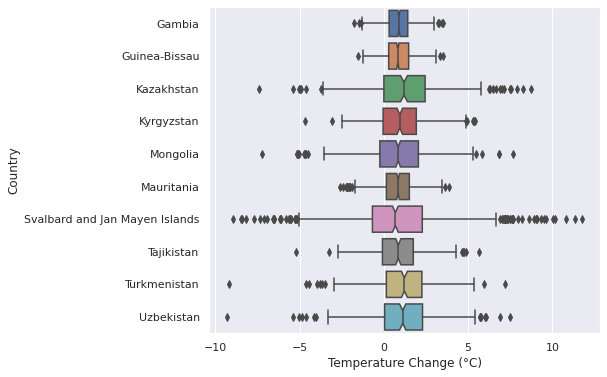 Gambia
Guinea-Bissau
Kazakhstan
Kyrgyzstan
Mongolia
Mauritania
Svalbard and Jan Mayen Islands
Tajikistan
Turkmenistan
Uzbekistan
Country
−10 −5 0 5 10
Temperature Change (°C)